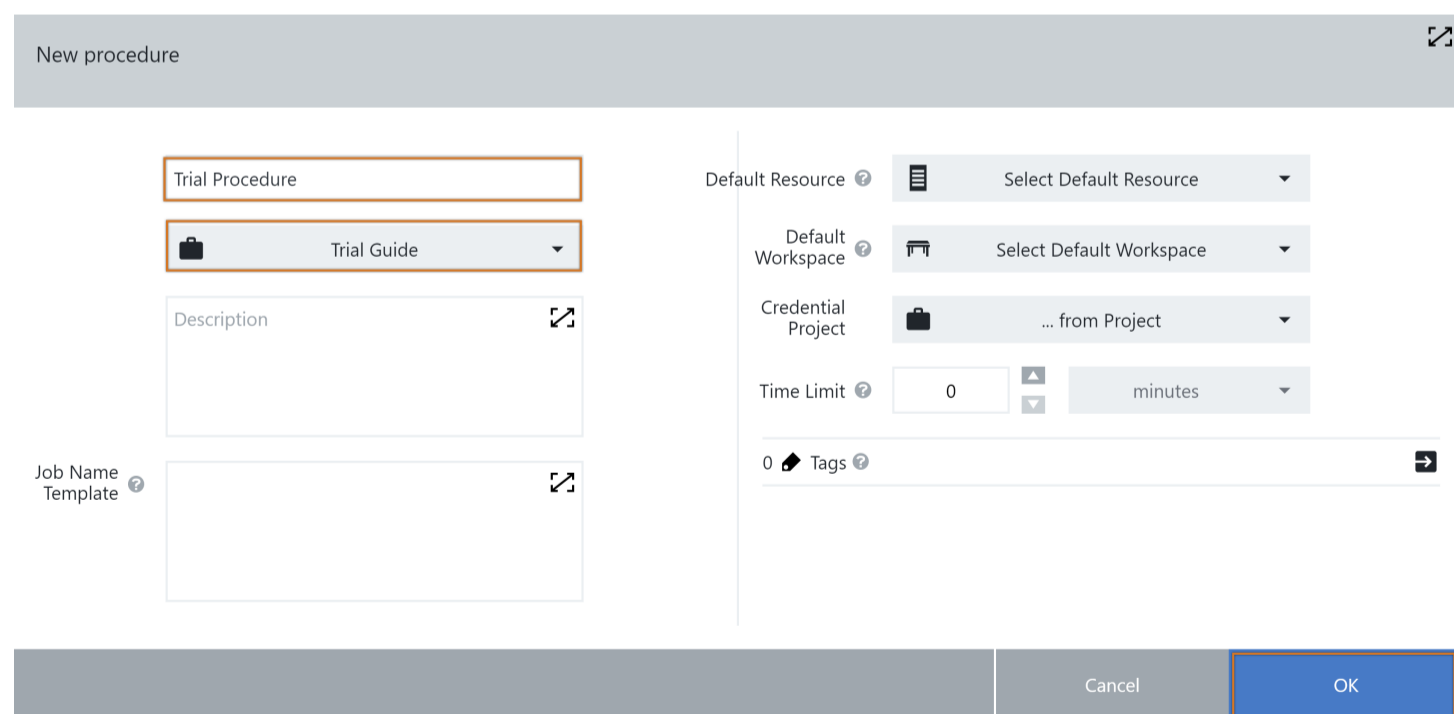 New procedure
Trial Procedure
Trial Guide
Description
Job Name
Template
Default Resource
Select Default Resource
Default
Workspace
Select Default Workspace
Credential
Project
... from Project
Time Limit
0
minutes
0 Tags
Cancel
OK